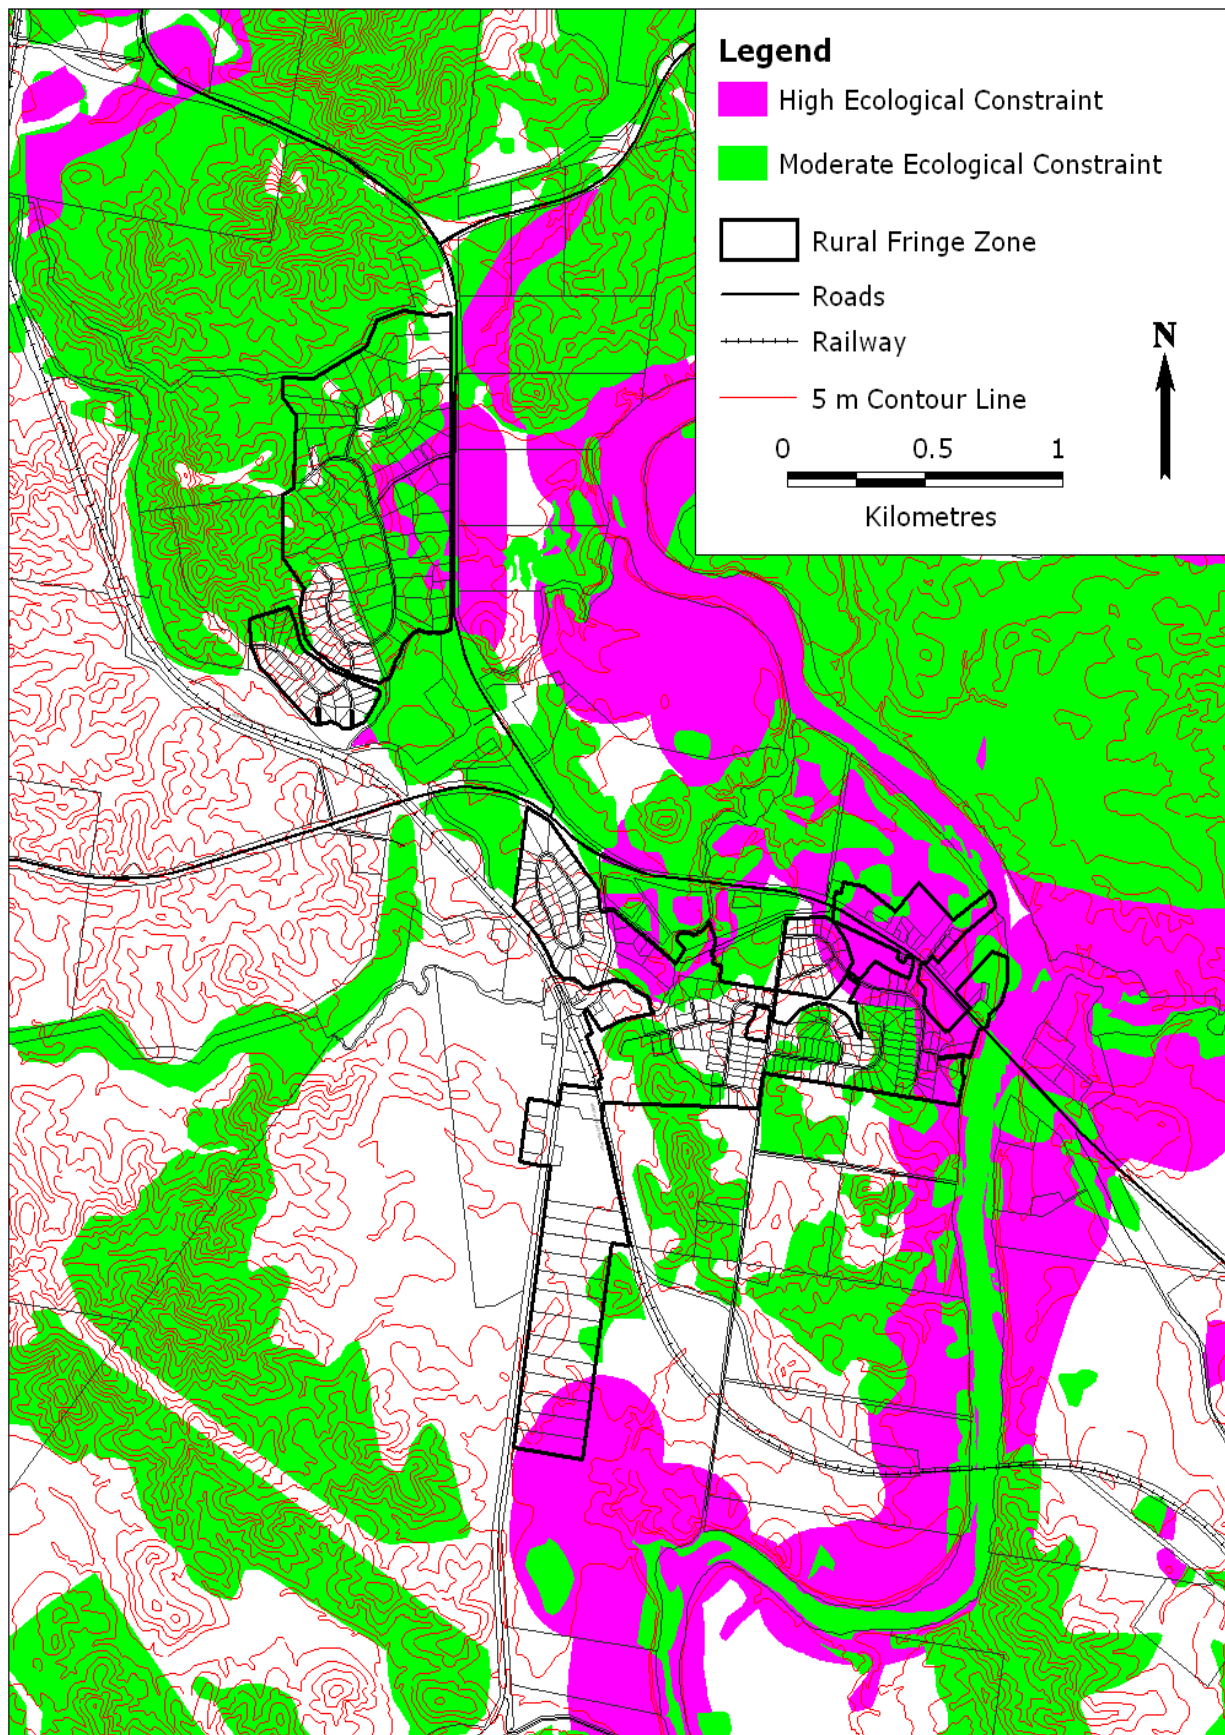 Legend
High Ecological Constraint
Moderate Ecological Constraint
Rural Fringe Zone
Roads
Railway
5 m Contour Line
N
0 0.5 1
Kilometres